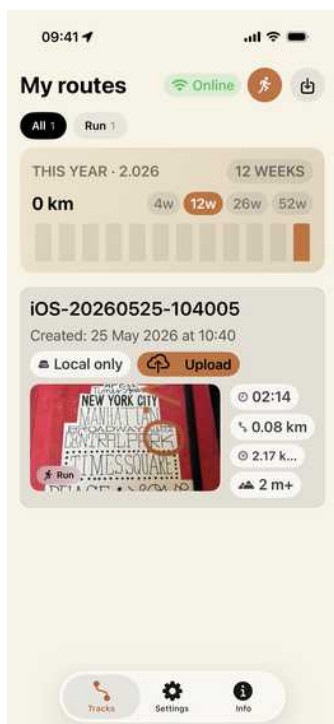 09:41
My routes
Online
All 1
Run 1
THIS YEAR · 2.026
12 WEEKS
0 km
4w
12w
26w
52w
iOS-20260525-104005
Created: 25 May 2026 at 10:40
Local only
Upload
NEW YORK CITY
MANHATTAN
BROADWAY
CENTRAL PARK
TIMES SQUARE
Run
02:14
0.08 km
2.17 k...
2 m+
Tracks
Settings
Info